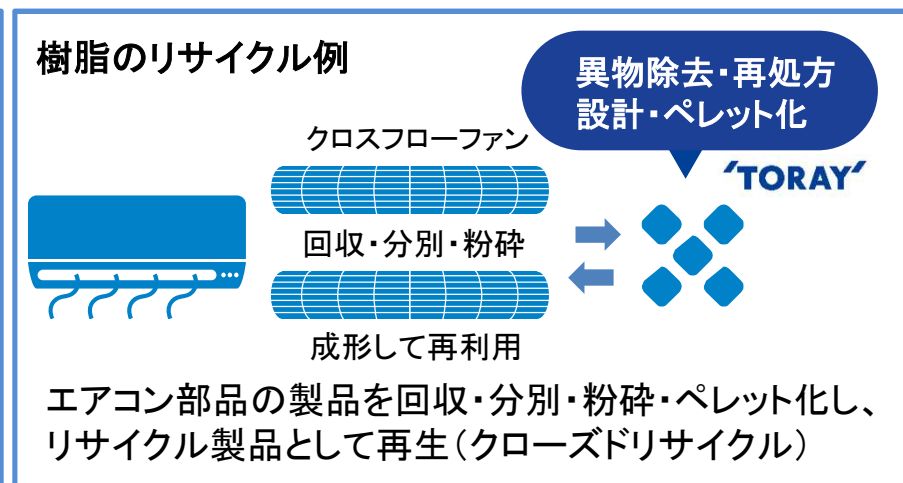 樹脂のリサイクル例
異物除去・再処方
設計・ペレット化
クロスフローファン
'TORAY'
回収・分別・粉砕
成形して再利用
エアコン部品の製品を回収・分別・粉砕・ペレット化し、
リサイクル製品として再生(クローズドリサイクル)